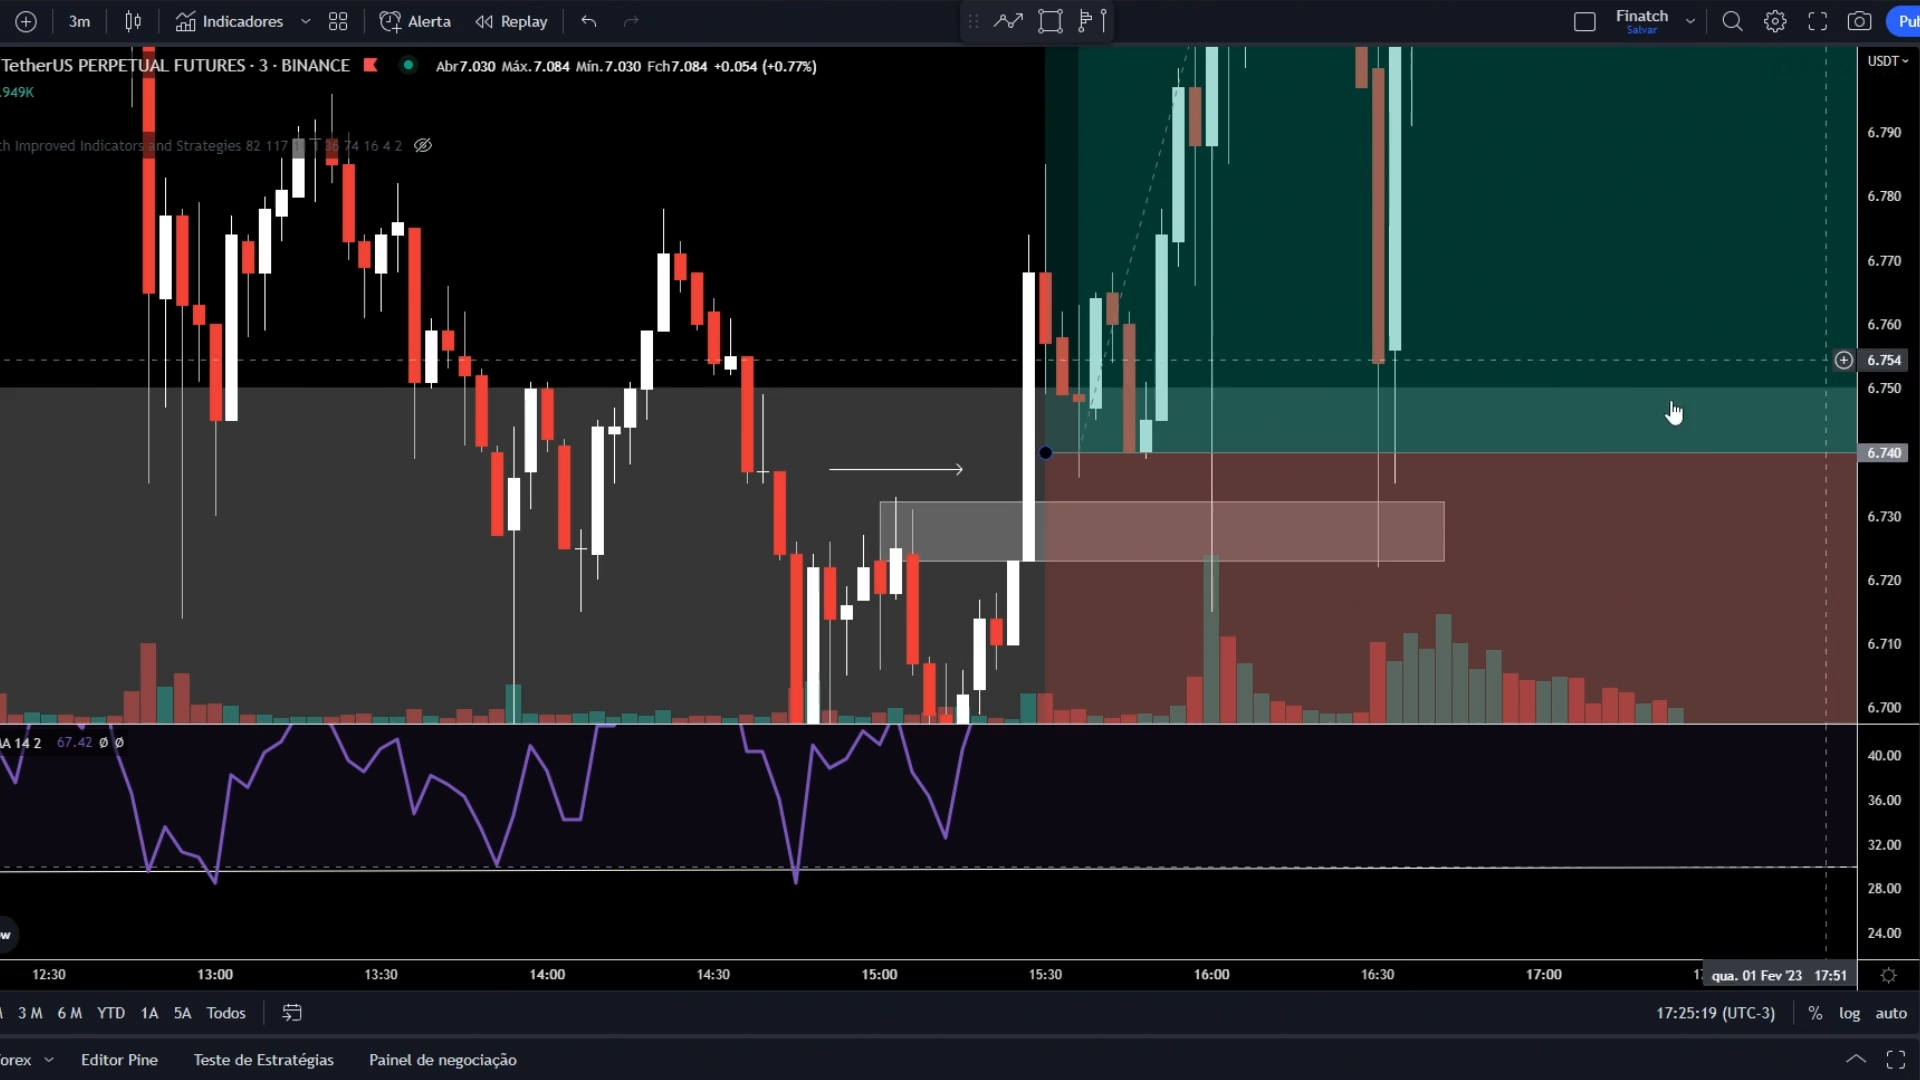 3m Indicadores Alerta Replay Finatch Salvar
TetherUS PERPETUAL FUTURES · 3 · BINANCE Abr7.030 Máx.7.084 Mín.7.030 Fch7.084 +0.054 (+0.77%) USDT
.949K
Improved Indicators and Strategies 82 117 36 74 16 4 2
6.790
6.780
6.770
6.760
6.754
6.750
6.740
6.730
6.720
6.710
6.700
14 2 67.42 Ø Ø
40.00
36.00
32.00
28.00
24.00
12:30 13:00 13:30 14:00 14:30 15:00 15:30 16:00 16:30 17:00 qua. 01 Fev '23 17:51
3 M 6 M YTD 1A 5A Todos 17:25:19 (UTC-3) % log auto
Editor Pine Teste de Estratégias Painel de negociação